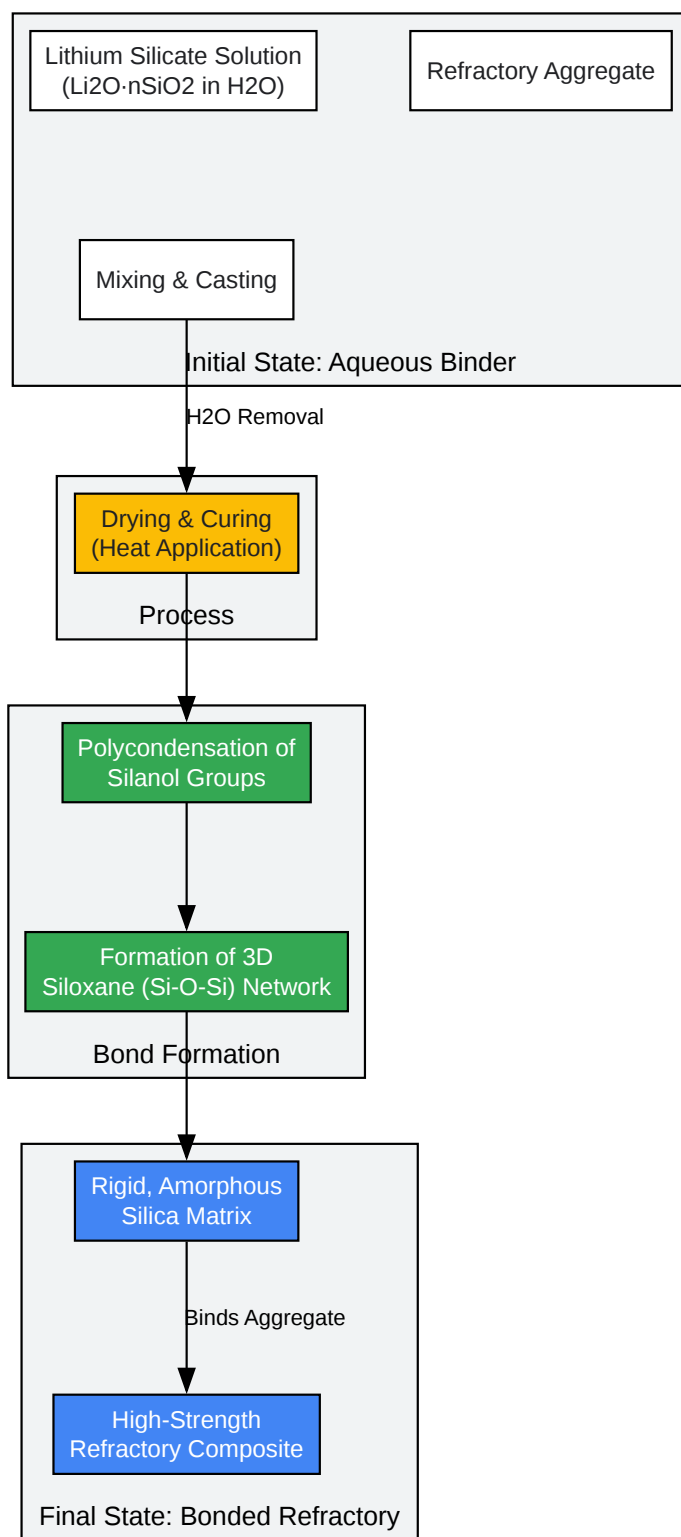 Lithium Silicate Solution
(Li2O·nSiO2 in H2O)
Refractory Aggregate
Mixing & Casting
Initial State: Aqueous Binder
H2O Removal
Drying & Curing
(Heat Application)
Process
Polycondensation of
Silanol Groups
Formation of 3D
Siloxane (Si-O-Si) Network
Bond Formation
Rigid, Amorphous
Silica Matrix
Binds Aggregate
High-Strength
Refractory Composite
Final State: Bonded Refractory